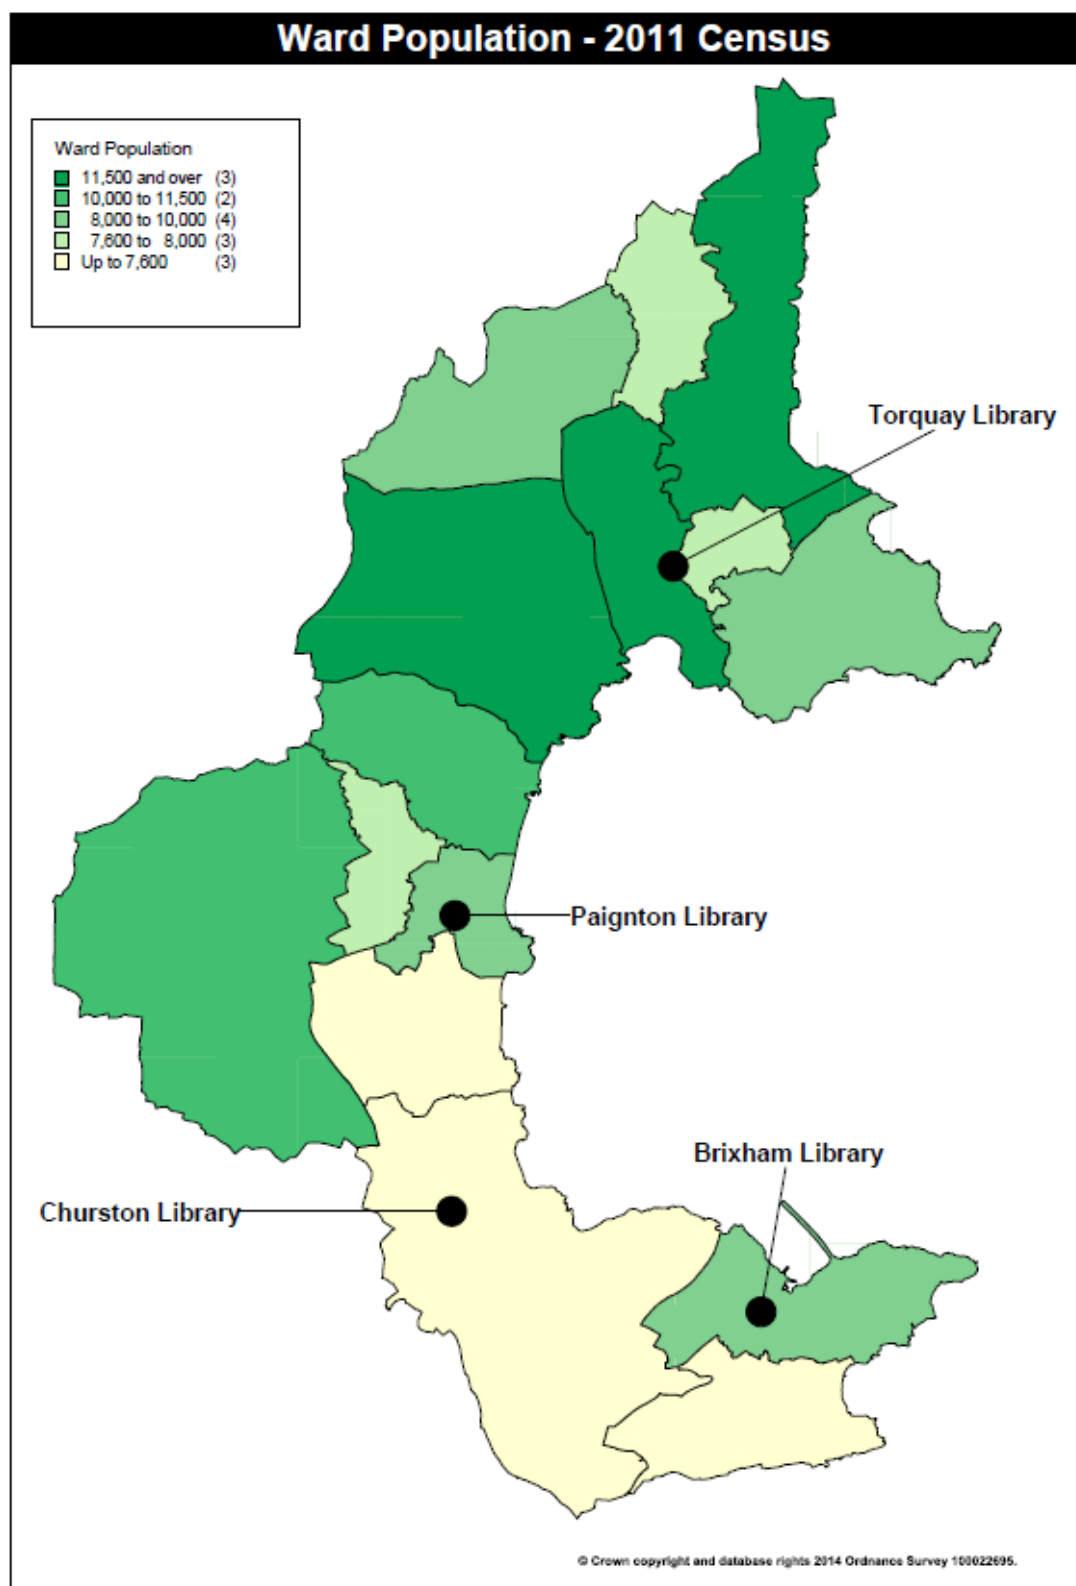 Ward Population - 2011 Census
Ward Population
11,500 and over (3)
10,000 to 11,500 (2)
8,000 to 10,000 (4)
7,600 to 8,000 (3)
Up to 7,600 (3)
Torquay Library
Paignton Library
Brixham Library
Churston Library
© Crown copyright and database rights 2014 Ordnance Survey 100022695.